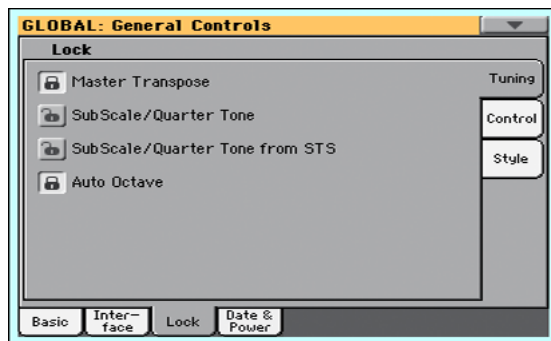 GLOBAL: General Controls
Lock
Master Transpose
SubScale/Quarter Tone
SubScale/Quarter Tone from STS
Auto Octave
Tuning
Control
Style
Basic
Inter-
face
Lock
Date &
Power